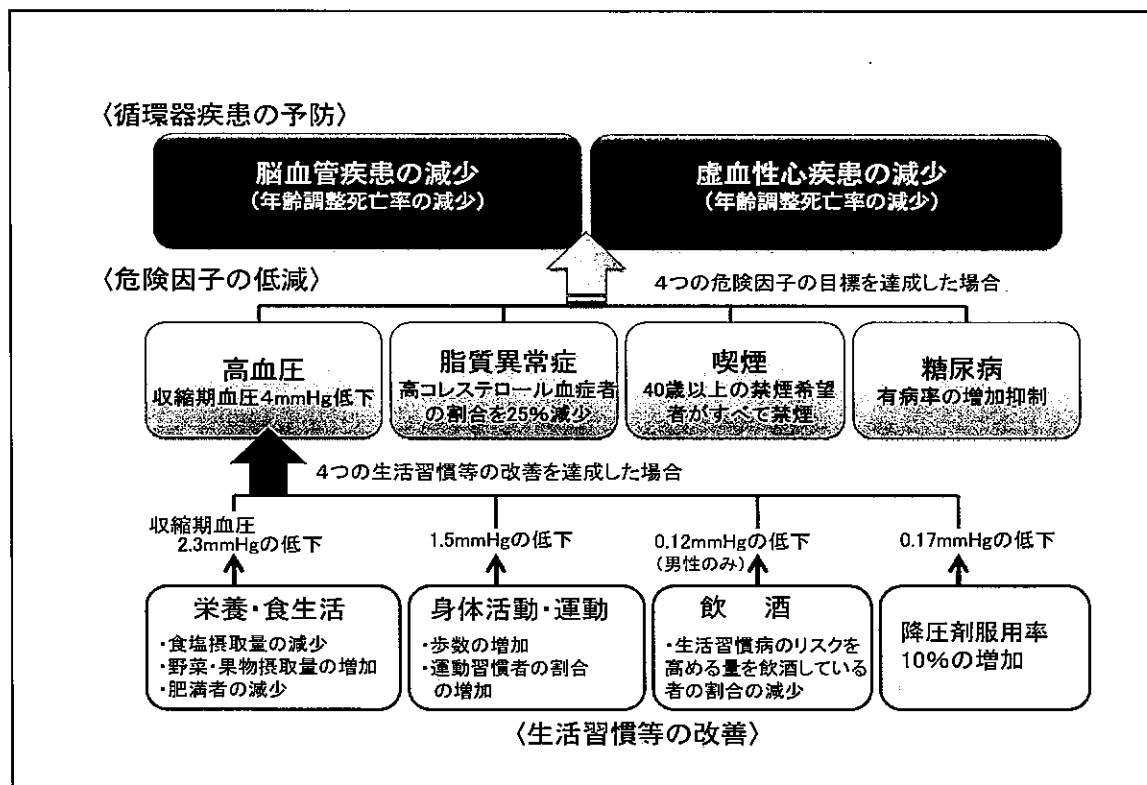 〈循環器疾患の予防〉
脳血管疾患の減少
(年齢調整死亡率の減少)
虚血性心疾患の減少
(年齢調整死亡率の減少)
〈危険因子の低減〉
4つの危険因子の目標を達成した場合
高血圧
収縮期血圧4mmHg低下
脂質異常症
高コレステロール血症者
の割合を25%減少
喫煙
40歳以上の禁煙希望
者がすべて禁煙
糖尿病
有病率の増加抑制
4つの生活習慣等の改善を達成した場合
収縮期血圧
2.3mmHgの低下
1.5mmHgの低下
0.12mmHgの低下
(男性のみ)
0.17mmHgの低下
栄養・食生活
・食塩摂取量の減少
・野菜・果物摂取量の増加
・肥満者の減少
身体活動・運動
・歩数の増加
・運動習慣者の割合
の増加
飲 酒
・生活習慣病のリスクを
高める量を飲酒している
者の割合の減少
降圧剤服用率
10%の増加
〈生活習慣等の改善〉